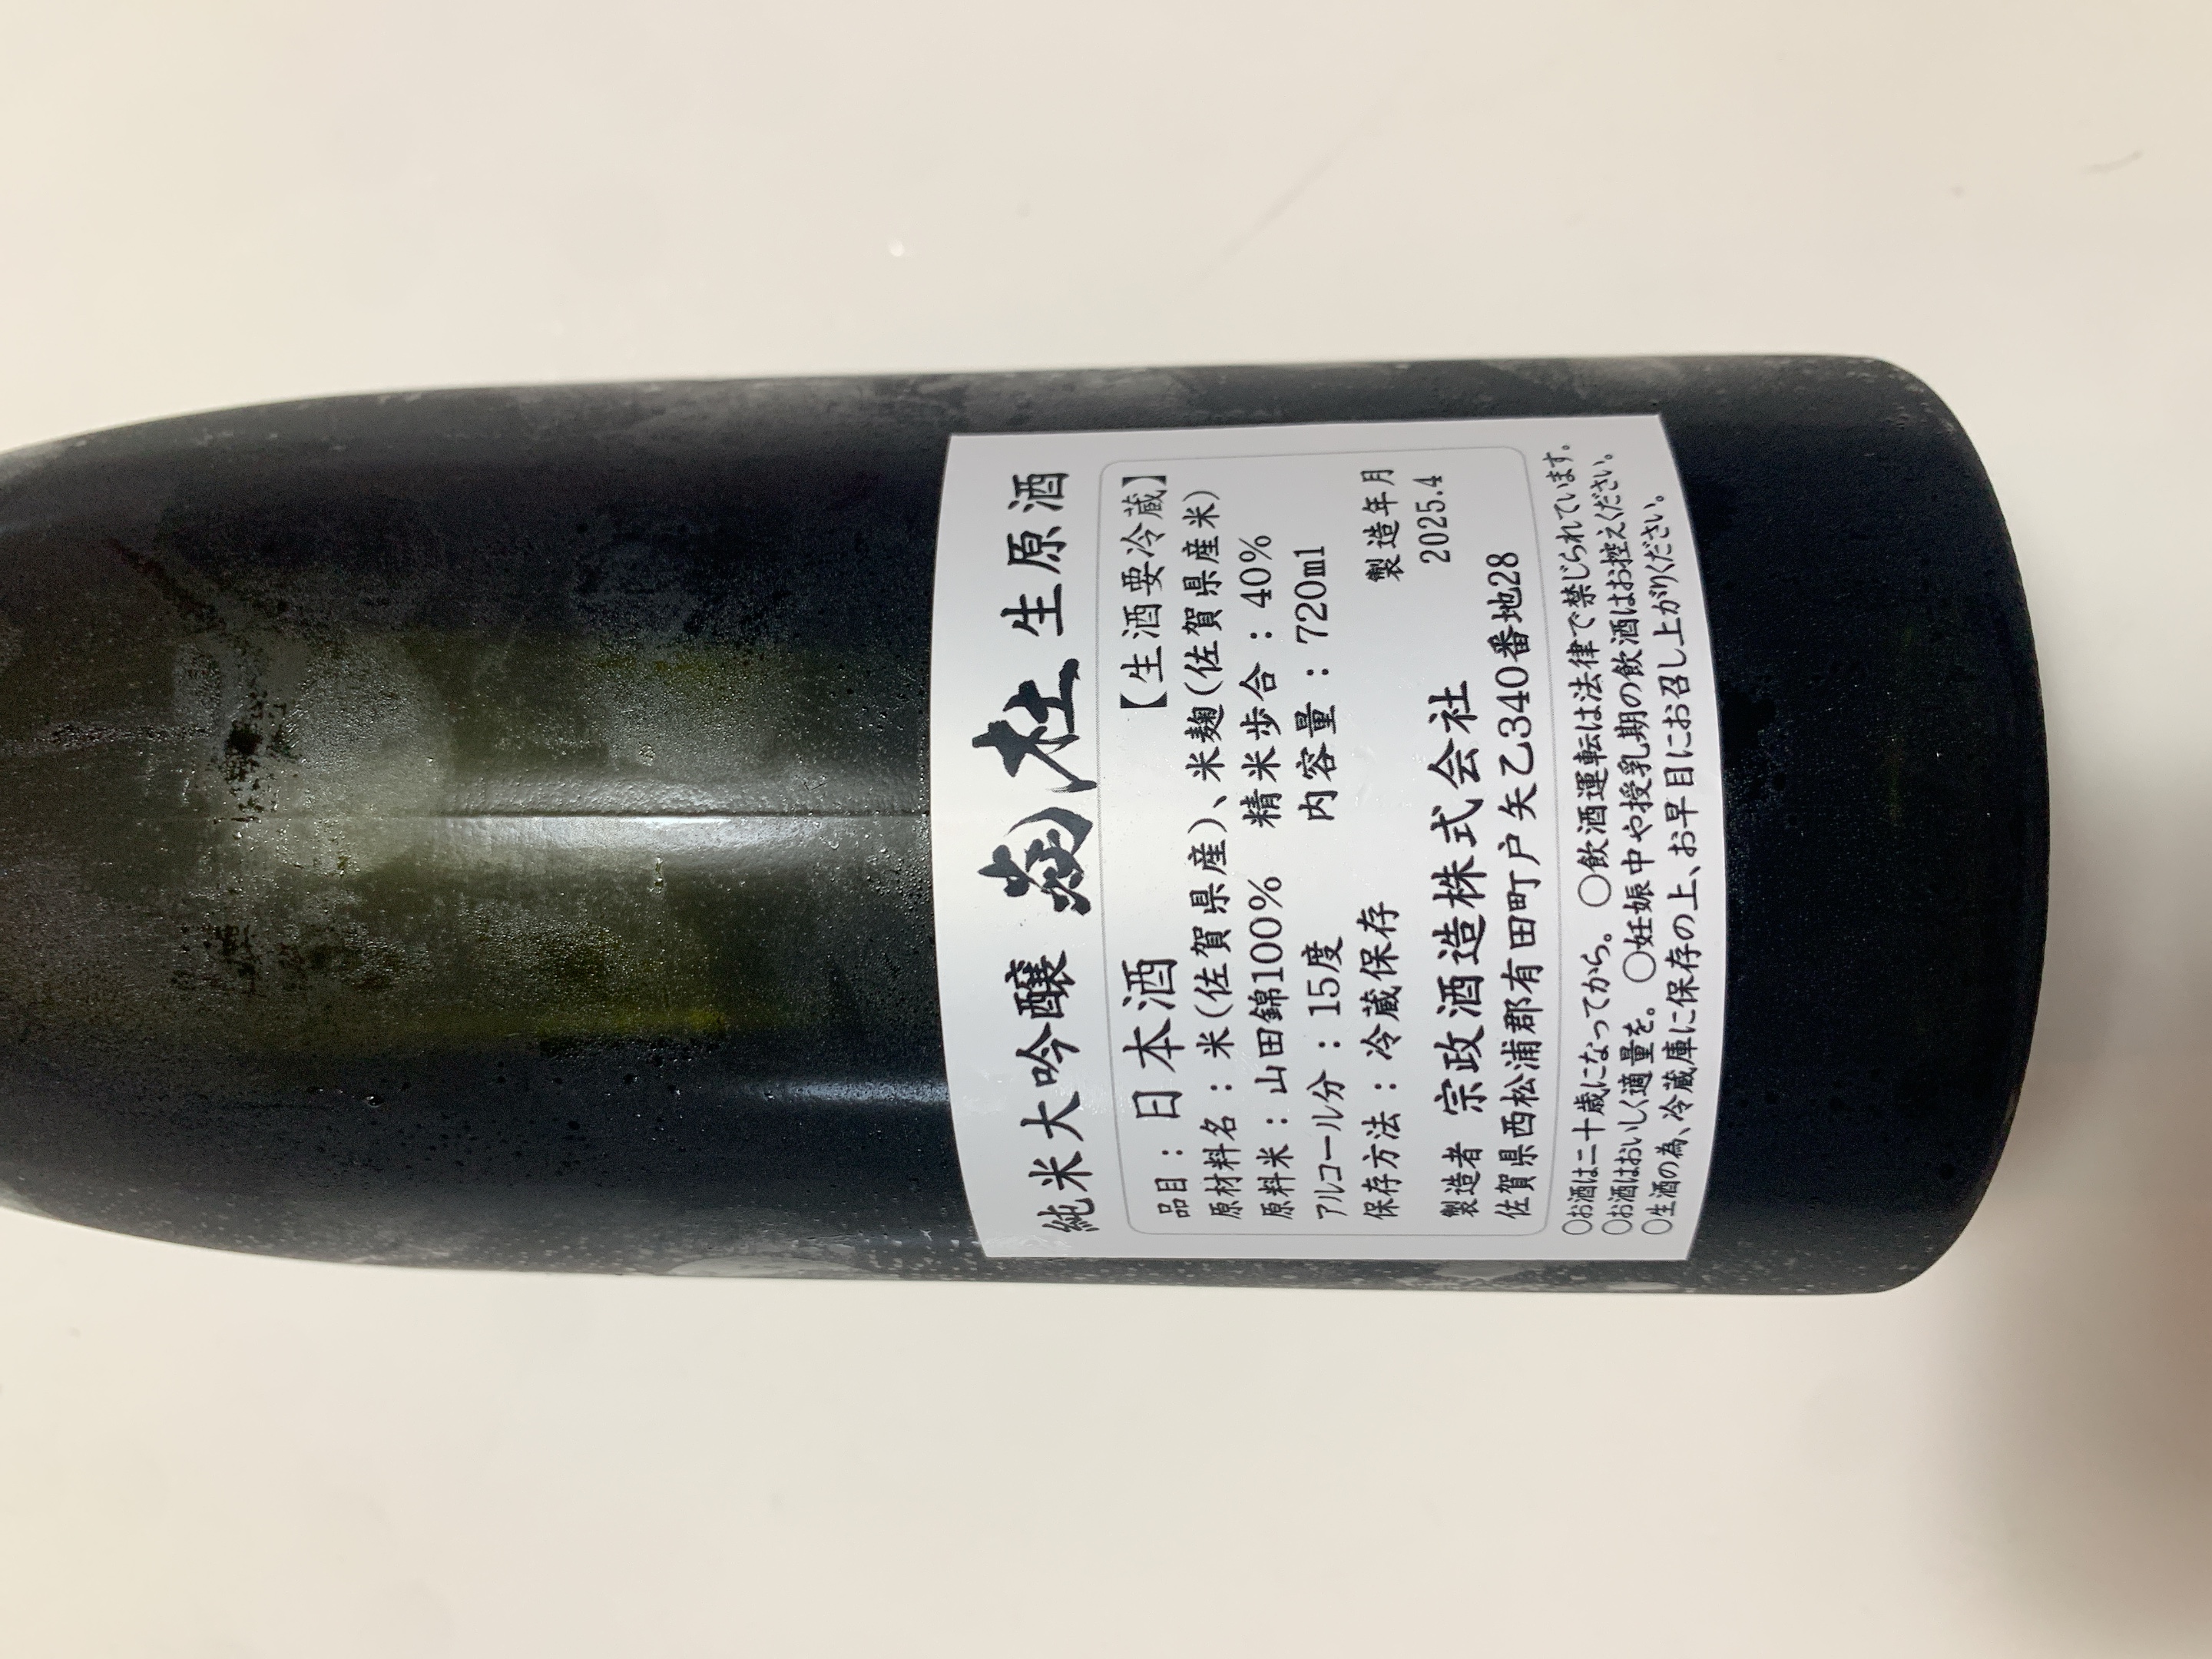 純米大吟醸 生原酒
【生酒要冷蔵】
品目：日本酒
原材料名：米(佐賀県産)、米麹(佐賀県産米)
原料米：山田錦100% 精米歩合：40%
アルコール分：15度 内容量：720ml
保存方法：冷蔵保存 製造年月
2025.4
製造者 宗政酒造株式会社
佐賀県西松浦郡有田町戸矢乙340番地28
○お酒は二十歳になってから。○飲酒運転は法律で禁じられています。
○お酒はおいしく適量を。○妊娠中や授乳期の飲酒はお控えください。
○生酒の為、冷蔵庫に保存の上、お早目にお召し上がりください。